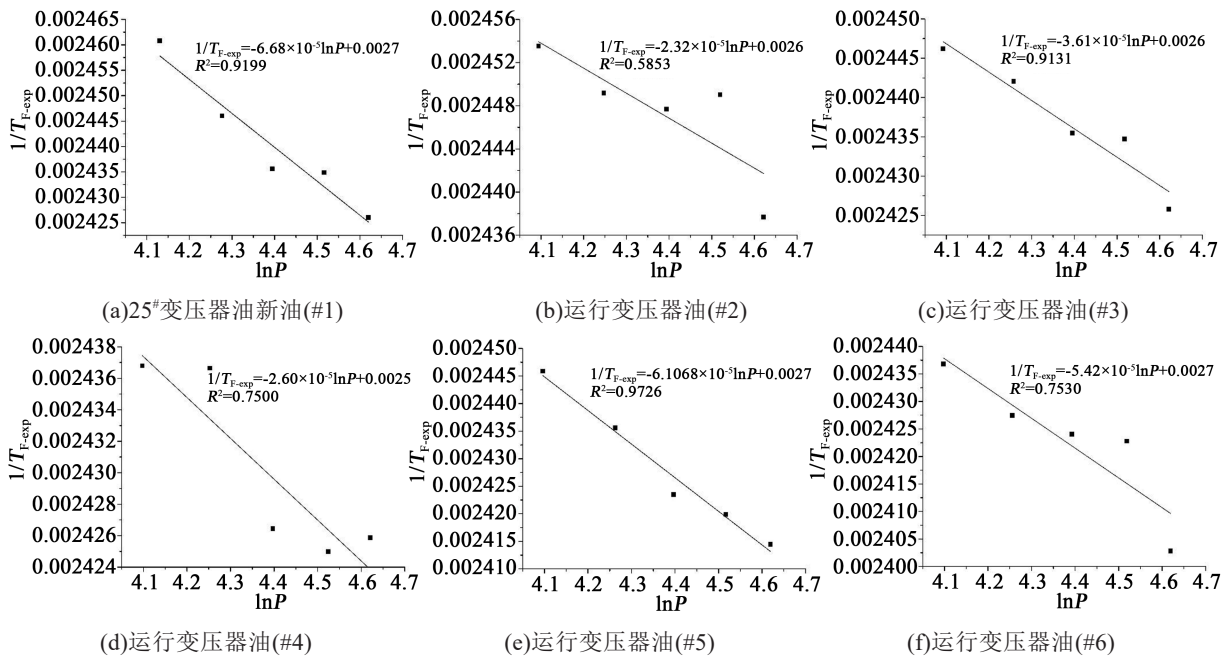 0.002465
0.002460
0.002455
0.002450
0.002445
0.002440
0.002435
0.002430
0.002425
1/T_F-exp
1/T_F-exp=-6.68×10⁻⁵lnP+0.0027
R²=0.9199
4.1 4.2 4.3 4.4 4.5 4.6 4.7
lnP
(a)25#变压器油新油(#1)
0.002456
0.002452
0.002448
0.002444
0.002440
0.002436
1/T_F-exp
1/T_F-exp=-2.32×10⁻⁵lnP+0.0026
R²=0.5853
4.1 4.2 4.3 4.4 4.5 4.6 4.7
lnP
(b)运行变压器油(#2)
0.002450
0.002445
0.002440
0.002435
0.002430
0.002425
1/T_F-exp
1/T_F-exp=-3.61×10⁻⁵lnP+0.0026
R²=0.9131
4.1 4.2 4.3 4.4 4.5 4.6 4.7
lnP
(c)运行变压器油(#3)
0.002438
0.002436
0.002434
0.002432
0.002430
0.002428
0.002426
0.002424
1/T_F-exp
1/T_F-exp=-2.60×10⁻⁵lnP+0.0025
R²=0.7500
4.1 4.2 4.3 4.4 4.5 4.6 4.7
lnP
(d)运行变压器油(#4)
0.002450
0.002445
0.002440
0.002435
0.002430
0.002425
0.002420
0.002415
0.002410
1/T_F-exp
1/T_F-exp=-6.1068×10⁻⁵lnP+0.0027
R²=0.9726
4.1 4.2 4.3 4.4 4.5 4.6 4.7
lnP
(e)运行变压器油(#5)
0.002440
0.002435
0.002430
0.002425
0.002420
0.002415
0.002410
0.002405
0.002400
1/T_F-exp
1/T_F-exp=-5.42×10⁻⁵lnP+0.0027
R²=0.7530
4.1 4.2 4.3 4.4 4.5 4.6 4.7
lnP
(f)运行变压器油(#6)